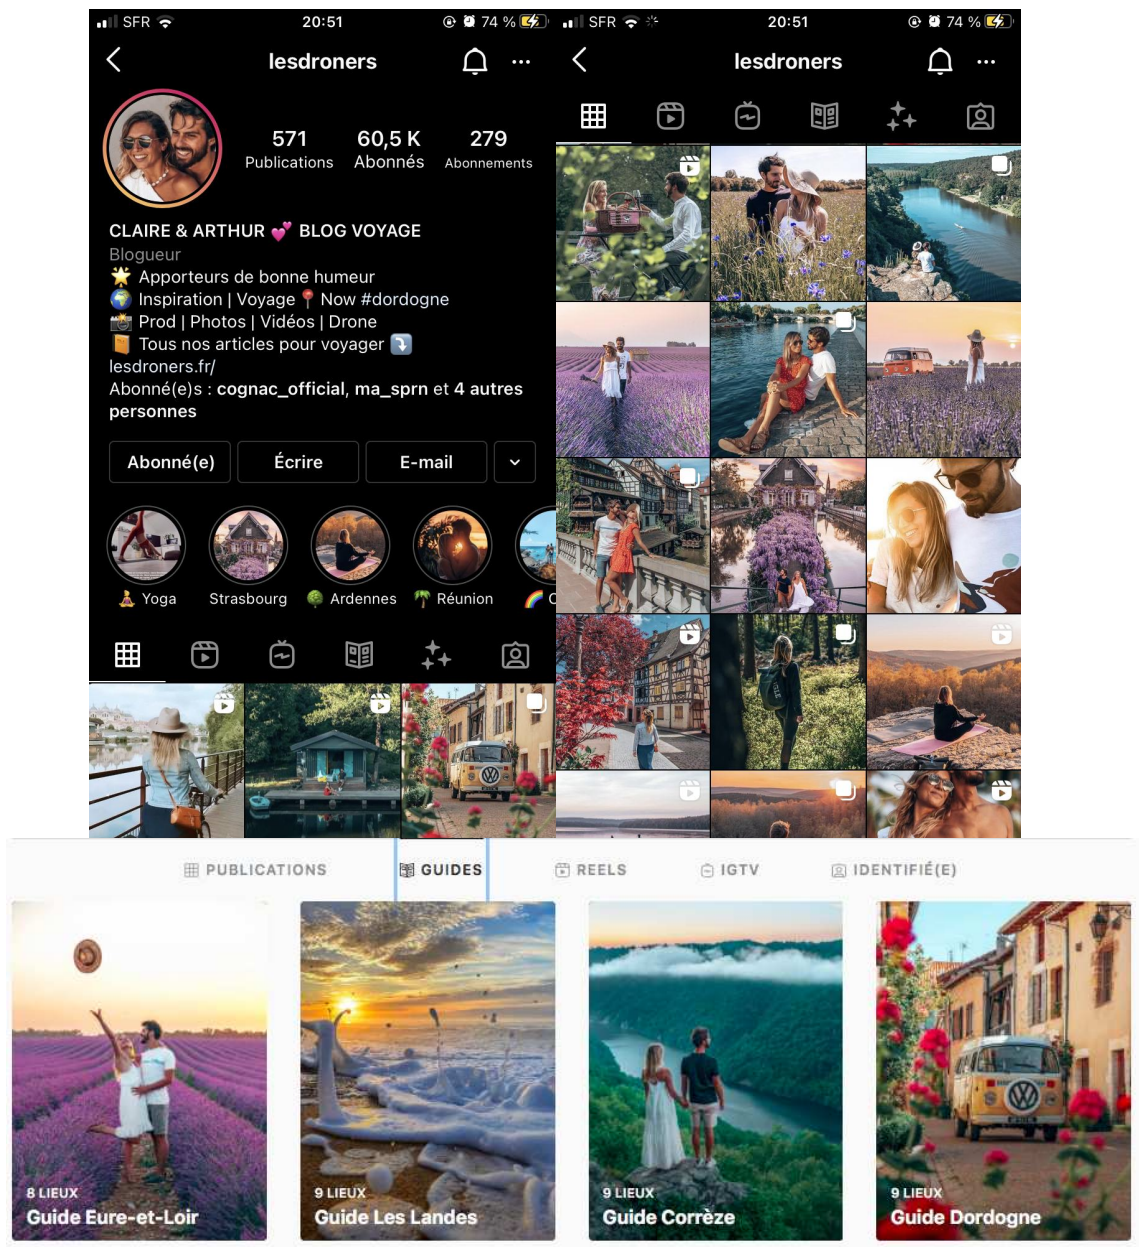 SFR 20:51 74 %
lesdroners
571 60,5 K 279
Publications Abonnés Abonnements
CLAIRE & ARTHUR 💕 BLOG VOYAGE
Blogueur
🌟 Apporteurs de bonne humeur
🌍 Inspiration | Voyage 📍 Now #dordogne
📸 Prod | Photos | Vidéos | Drone
📙 Tous nos articles pour voyager ⤵️
lesdroners.fr/
Abonné(e)s : cognac_official, ma_sprn et 4 autres
personnes
Abonné(e) Écrire E-mail
🧘 Yoga Strasbourg 🌳 Ardennes 🌴 Réunion 🌈 C
SFR 20:51 74 %
lesdroners
PUBLICATIONS GUIDES REELS IGTV IDENTIFIÉ(E)
8 LIEUX
Guide Eure-et-Loir
9 LIEUX
Guide Les Landes
9 LIEUX
Guide Corrèze
9 LIEUX
Guide Dordogne